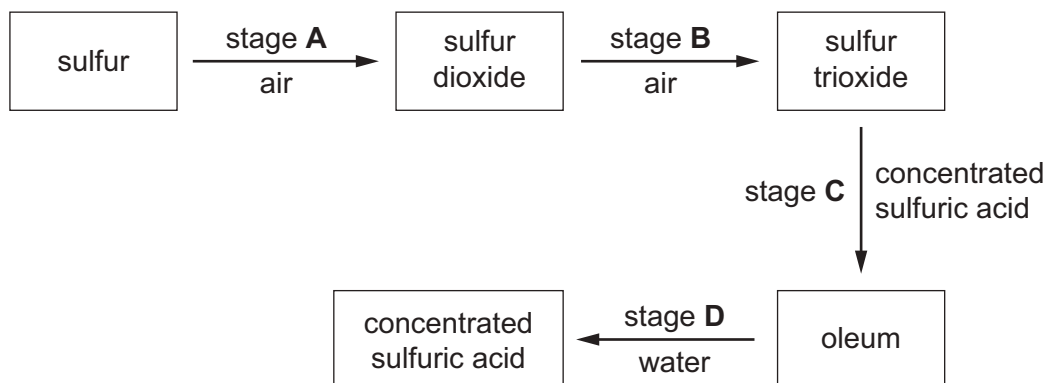 sulfur
stage A
air
sulfur
dioxide
stage B
air
sulfur
trioxide
stage C
concentrated
sulfuric acid
oleum
stage D
water
concentrated
sulfuric acid